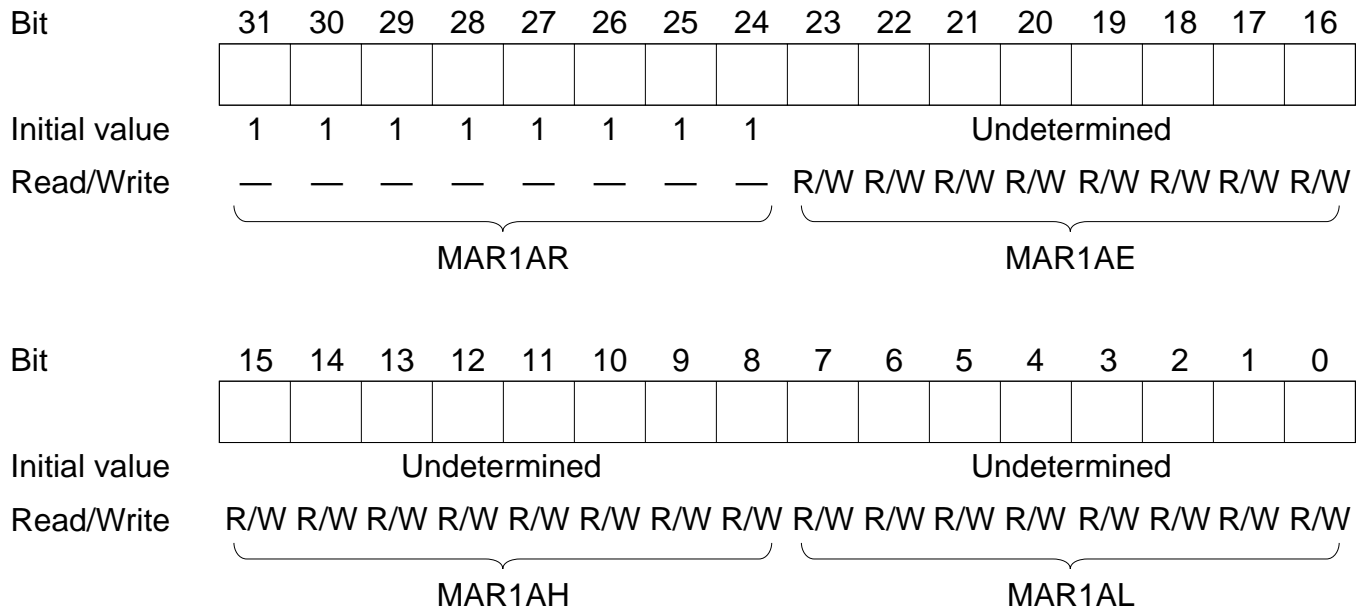 Bit 31 30 29 28 27 26 25 24 23 22 21 20 19 18 17 16
Initial value 1 1 1 1 1 1 1 1 Undetermined
Read/Write — — — — — — — — R/W R/W R/W R/W R/W R/W R/W R/W
MAR1AR MAR1AE
Bit 15 14 13 12 11 10 9 8 7 6 5 4 3 2 1 0
Initial value Undetermined Undetermined
Read/Write R/W R/W R/W R/W R/W R/W R/W R/W R/W R/W R/W R/W R/W R/W R/W R/W
MAR1AH MAR1AL